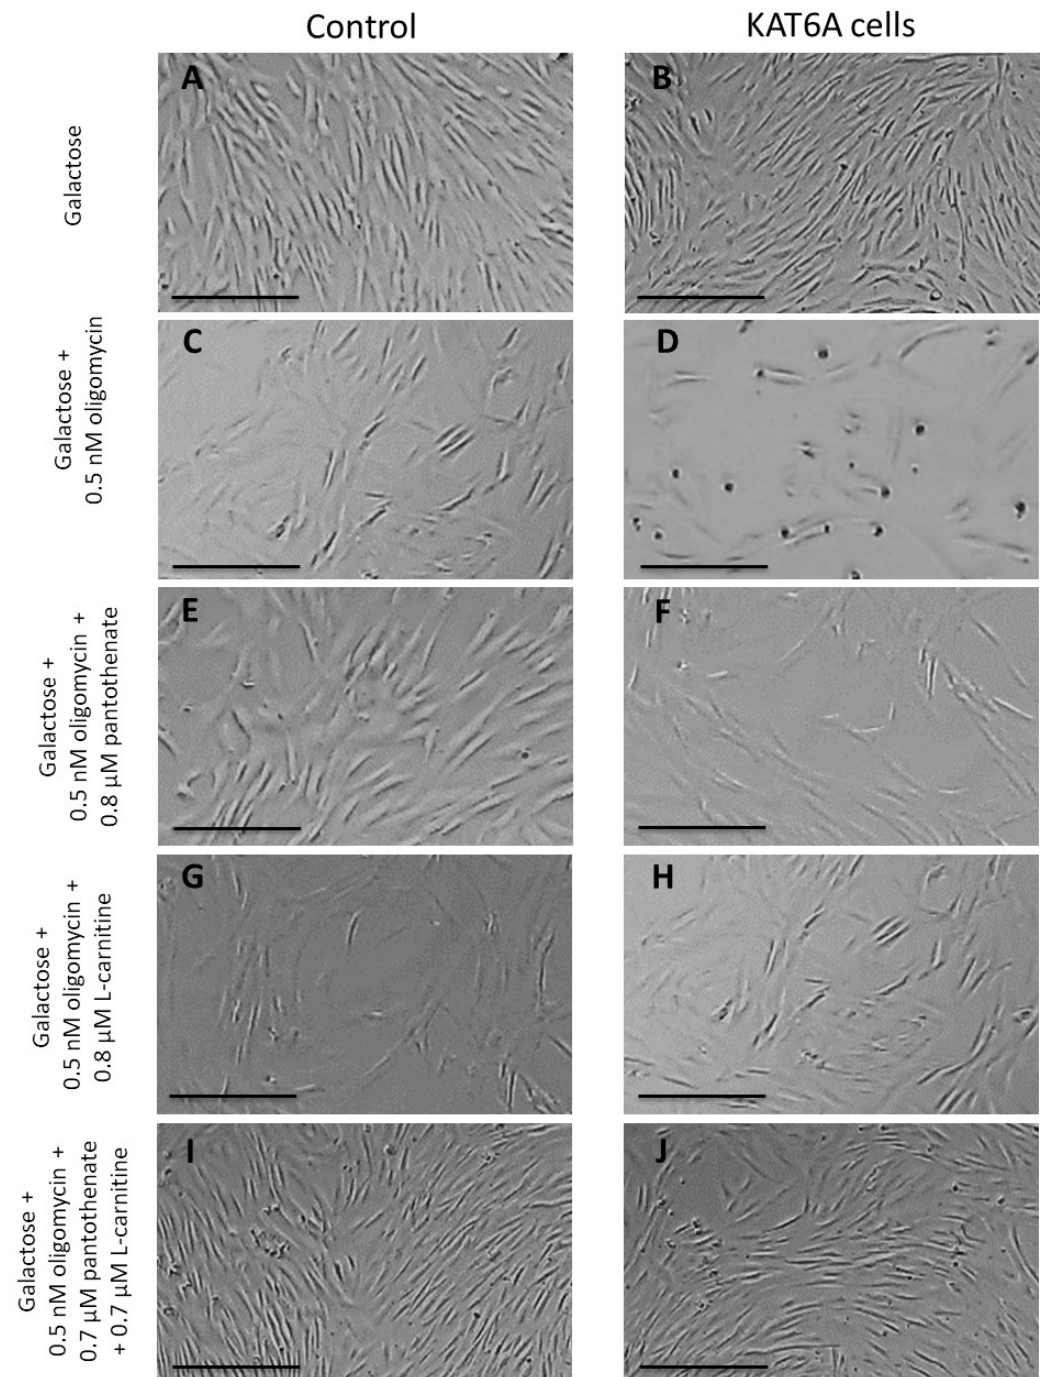 Control
KAT6A cells
Galactose
A
B
Galactose +
0.5 nM oligomycin
C
D
Galactose +
0.5 nM oligomycin +
0.8 µM pantothenate
E
F
Galactose +
0.5 nM oligomycin +
0.8 µM L-carnitine
G
H
Galactose +
0.5 nM oligomycin +
0.7 µM pantothenate
+ 0.7 µM L-carnitine
I
J